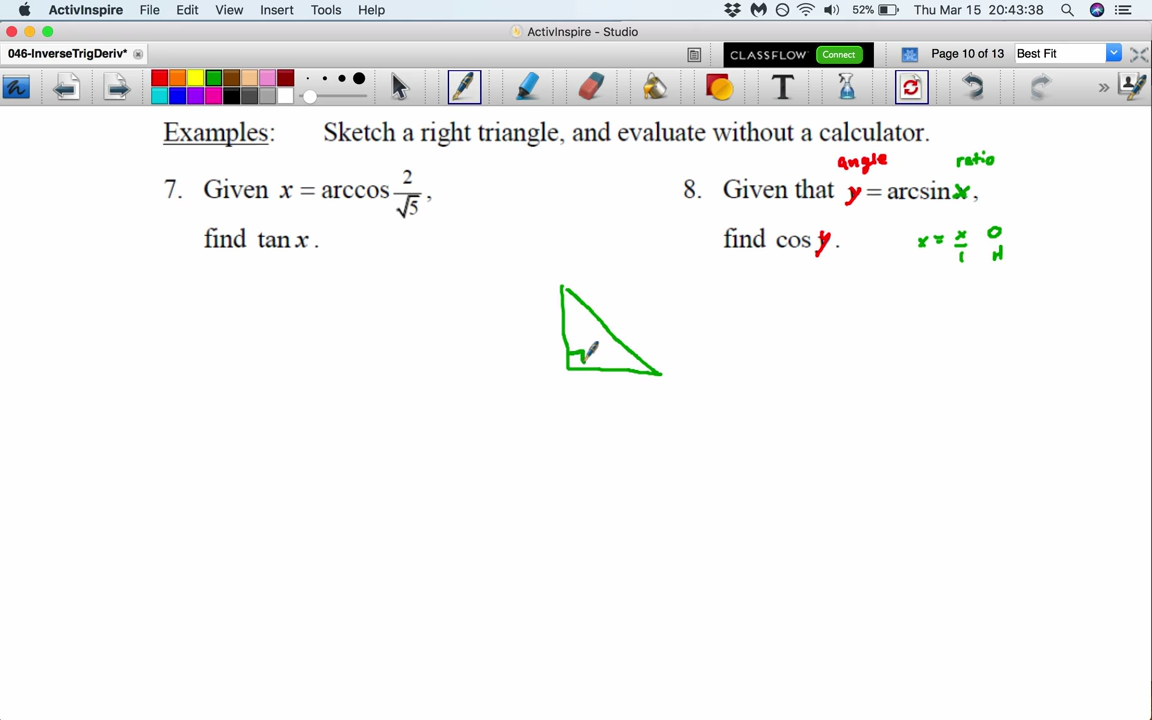 ActivInspire File Edit View Insert Tools Help 52% Thu Mar 15 20:43:38
ActivInspire - Studio
046-InverseTrigDeriv* CLASSFLOW Connect Page 10 of 13 Best Fit
T »
Examples: Sketch a right triangle, and evaluate without a calculator.
angle ratio
7. Given x = arccos 2/√5,
8. Given that y = arcsin x,
find tan x.
find cos y.
x = x/1 O/H